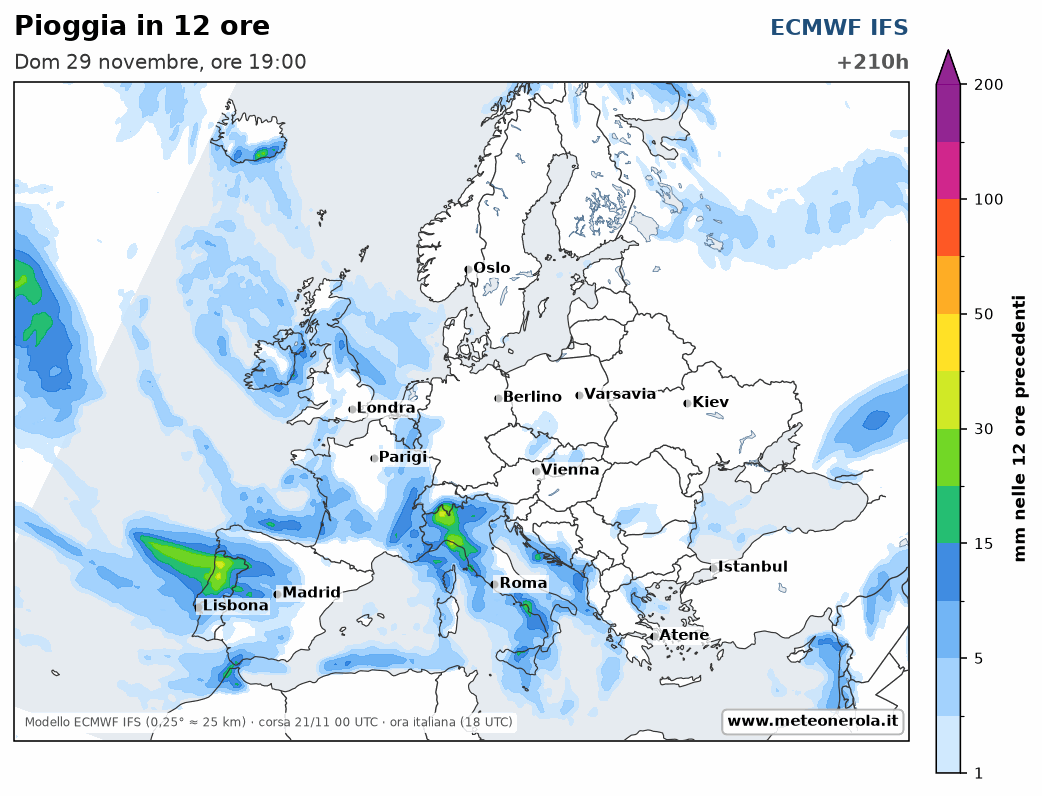 Pioggia in 12 ore
ECMWF IFS
Dom 29 novembre, ore 19:00
+210h
200
100
50
30
15
5
1
mm nelle 12 ore precedenti
Oslo
Berlino
Varsavia
Kiev
Londra
Parigi
Vienna
Istanbul
Roma
Madrid
Lisbona
Atene
Modello ECMWF IFS (0,25° ≈ 25 km) · corsa 21/11 00 UTC · ora italiana (18 UTC)
www.meteonerola.it